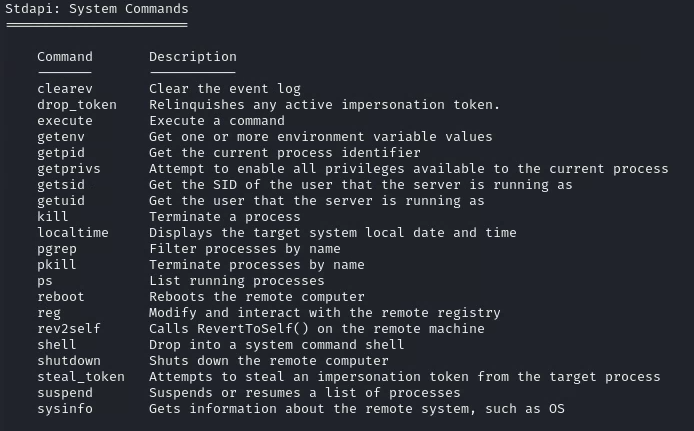 Stdapi: System Commands
=======================

    Command       Description
    -------       -----------
    clearev       Clear the event log
    drop_token    Relinquishes any active impersonation token.
    execute       Execute a command
    getenv        Get one or more environment variable values
    getpid        Get the current process identifier
    getprivs      Attempt to enable all privileges available to the current process
    getsid        Get the SID of the user that the server is running as
    getuid        Get the user that the server is running as
    kill          Terminate a process
    localtime     Displays the target system local date and time
    pgrep         Filter processes by name
    pkill         Terminate processes by name
    ps            List running processes
    reboot        Reboots the remote computer
    reg           Modify and interact with the remote registry
    rev2self      Calls RevertToSelf() on the remote machine
    shell         Drop into a system command shell
    shutdown      Shuts down the remote computer
    steal_token   Attempts to steal an impersonation token from the target process
    suspend       Suspends or resumes a list of processes
    sysinfo       Gets information about the remote system, such as OS